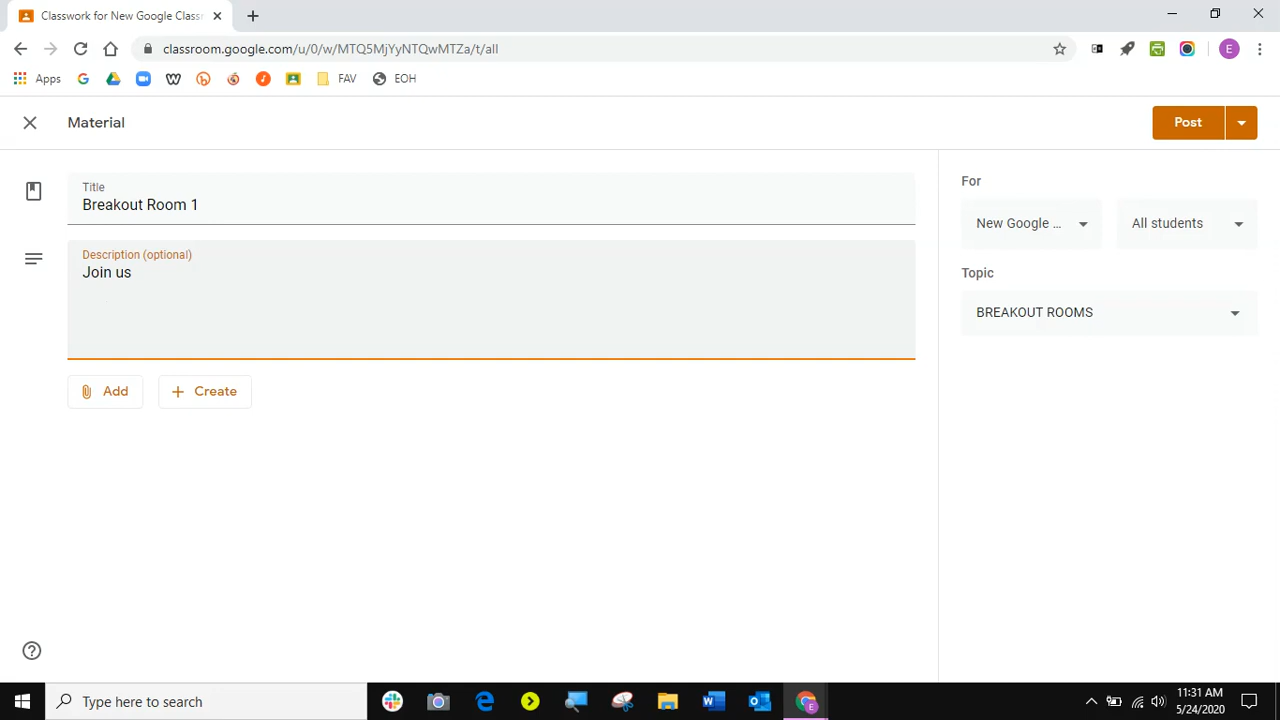 Classwork for New Google Class
classroom.google.com/u/0/w/MTQ5MjYyNTQwMTZa/t/all
E
Apps
FAV
EOH
Material
Post
Title
Breakout Room 1
Description (optional)
Join us
Add
Create
For
New Google ...
All students
Topic
BREAKOUT ROOMS
Type here to search
11:31 AM
5/24/2020